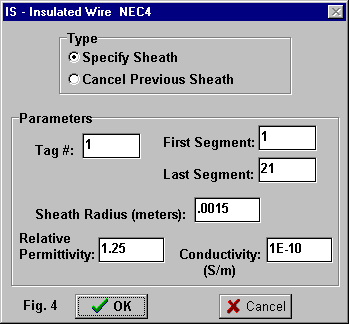 IS - Insulated Wire NEC4
Type
Specify Sheath
Cancel Previous Sheath
Parameters
Tag #: 1
First Segment: 1
Last Segment: 21
Sheath Radius (meters): .0015
Relative Permittivity: 1.25
Conductivity: (S/m) 1E-10
Fig. 4
OK
Cancel